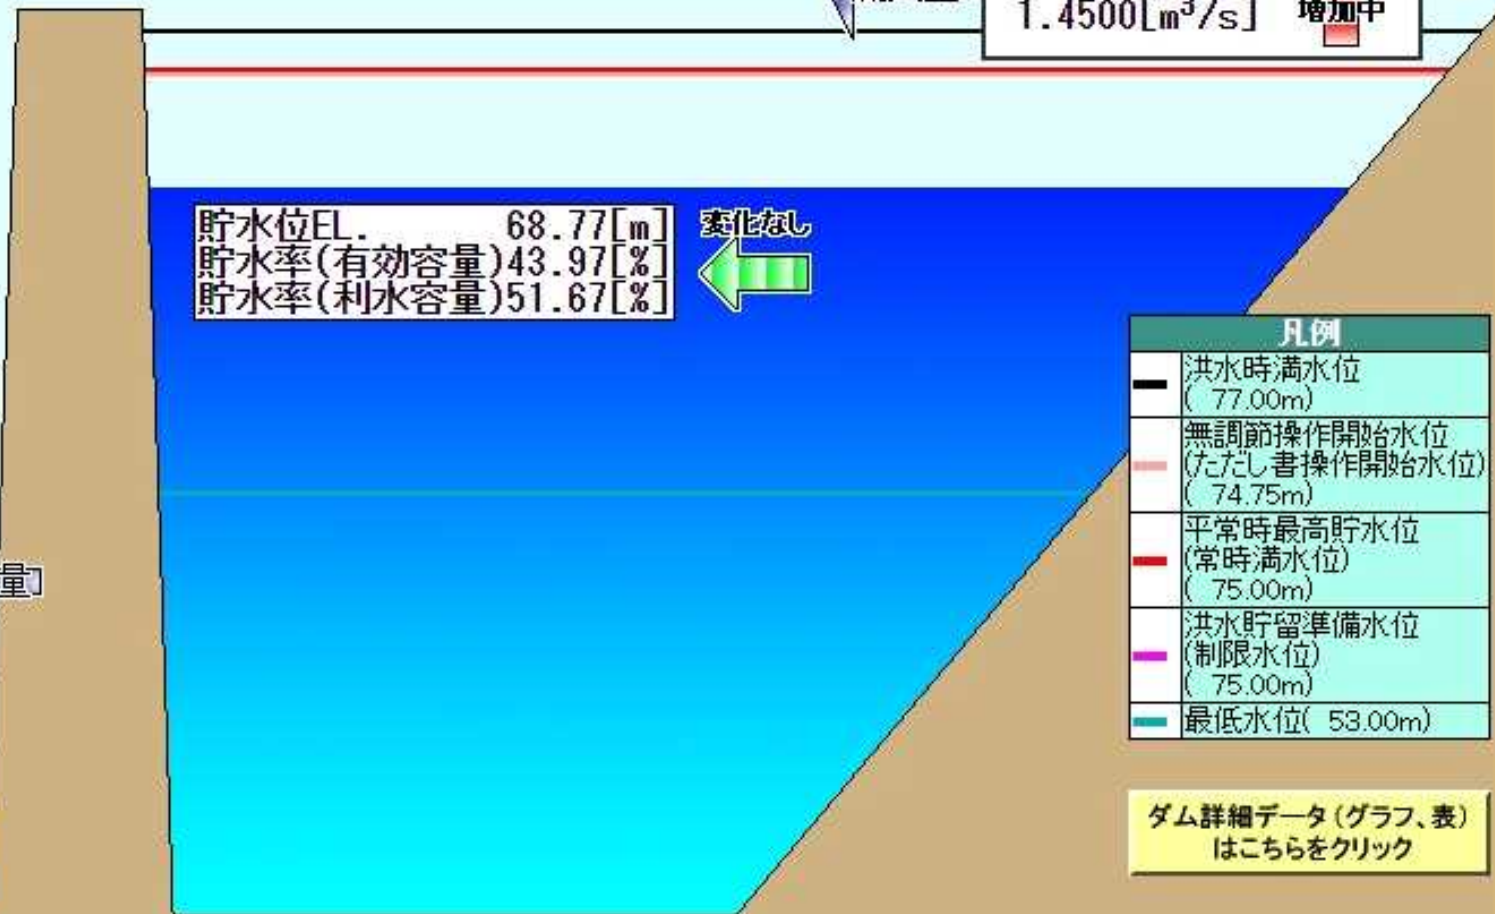 1.4500[m³/s] 増加中
貯水位EL. 68.77[m]
貯水率(有効容量)43.97[%]
貯水率(利水容量)51.67[%]
変化なし
凡例
洪水時満水位
( 77.00m)
無調節操作開始水位
(ただし書操作開始水位)
( 74.75m)
平常時最高貯水位
(常時満水位)
( 75.00m)
洪水貯留準備水位
(制限水位)
( 75.00m)
最低水位( 53.00m)
量]
ダム詳細データ(グラフ、表)
はこちらをクリック